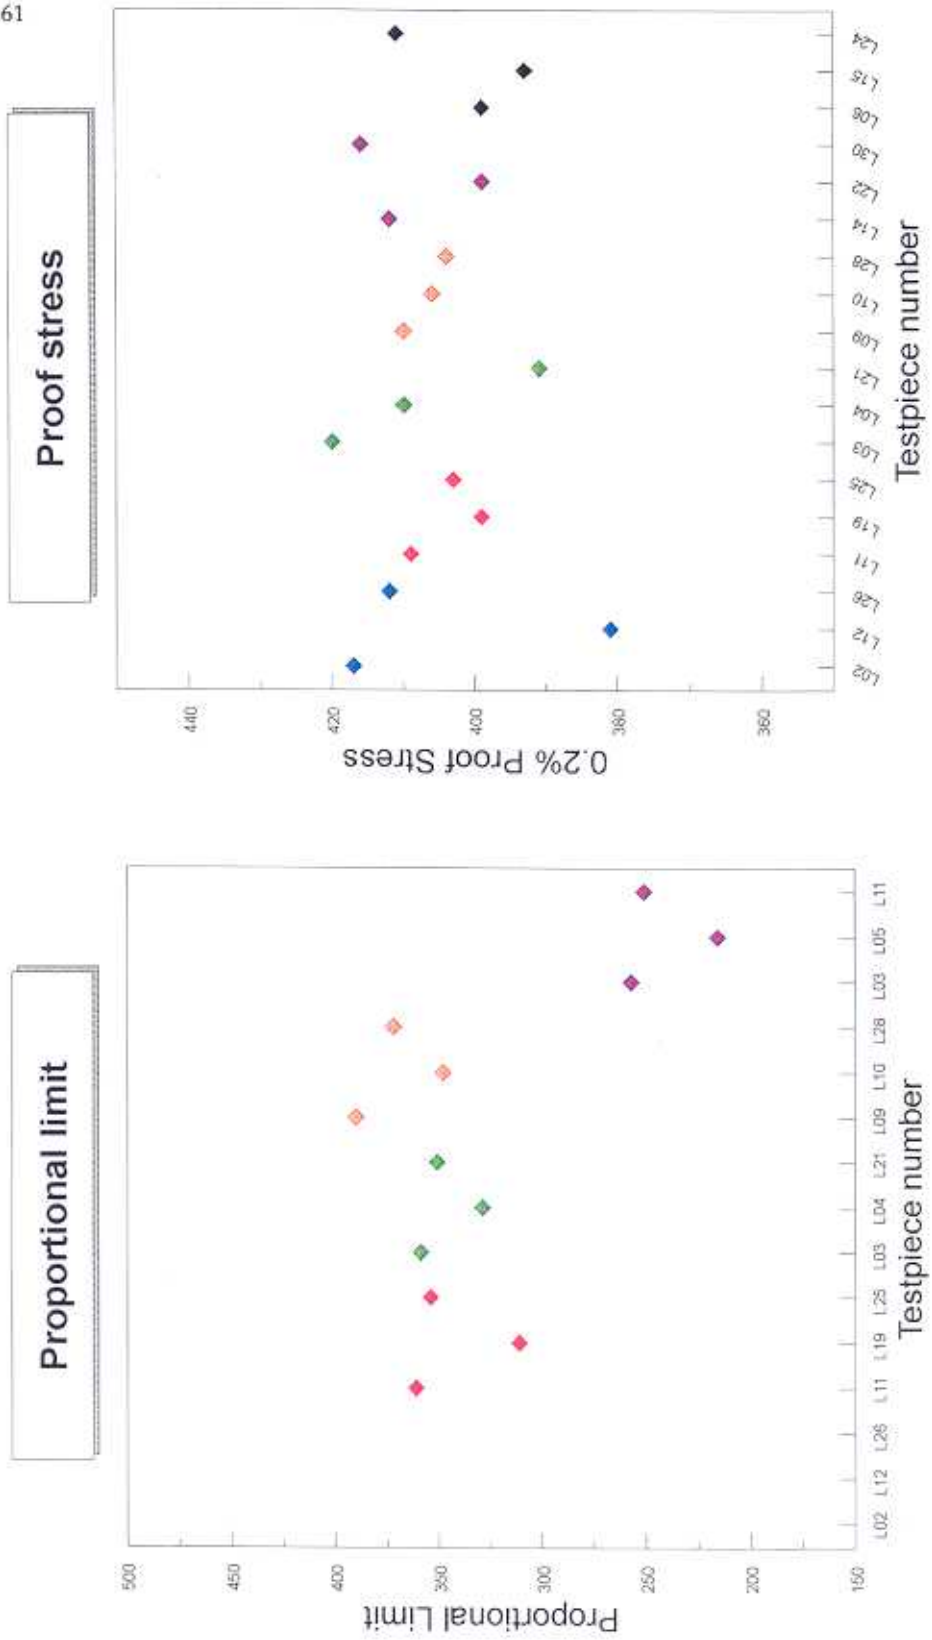 61
Proof stress
0.2% Proof Stress
440
420
400
380
360
L02 L12 L26 L11 L19 L25 L03 L04 L21 L09 L10 L28 L14 L22 L30 L08 L15 L24
Testpiece number
Proportional limit
Proportional Limit
500
450
400
350
300
250
200
150
L02 L12 L26 L11 L19 L25 L03 L04 L21 L09 L10 L28 L03 L05 L11
Testpiece number